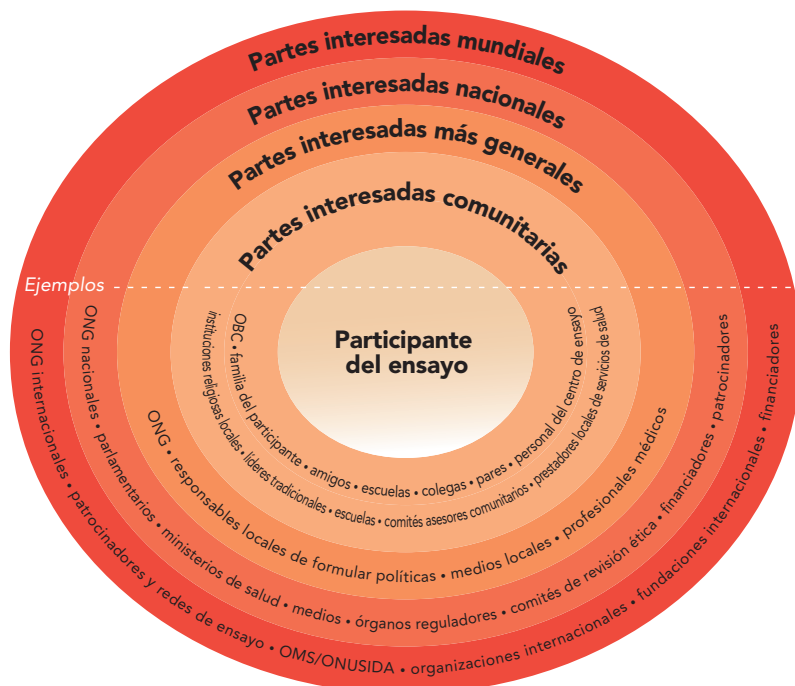 Partes interesadas mundiales
Partes interesadas nacionales
Partes interesadas más generales
Partes interesadas comunitarias
Ejemplos
Participante
del ensayo
OBC • familia del participante • amigos • escuelas • colegas • pares • personal del centro de ensayo
instituciones religiosas locales • líderes tradicionales • escuelas • comités asesores comunitarios • prestadores locales de servicios de salud
ONG • responsables locales de formular políticas • medios locales • profesionales médicos
ONG nacionales • parlamentarios • ministerios de salud • medios • órganos reguladores • comités de revisión ética • financiadores • patrocinadores
ONG internacionales • patrocinadores y redes de ensayo • OMS/ONUSIDA • organizaciones internacionales • fundaciones internacionales • financiadores